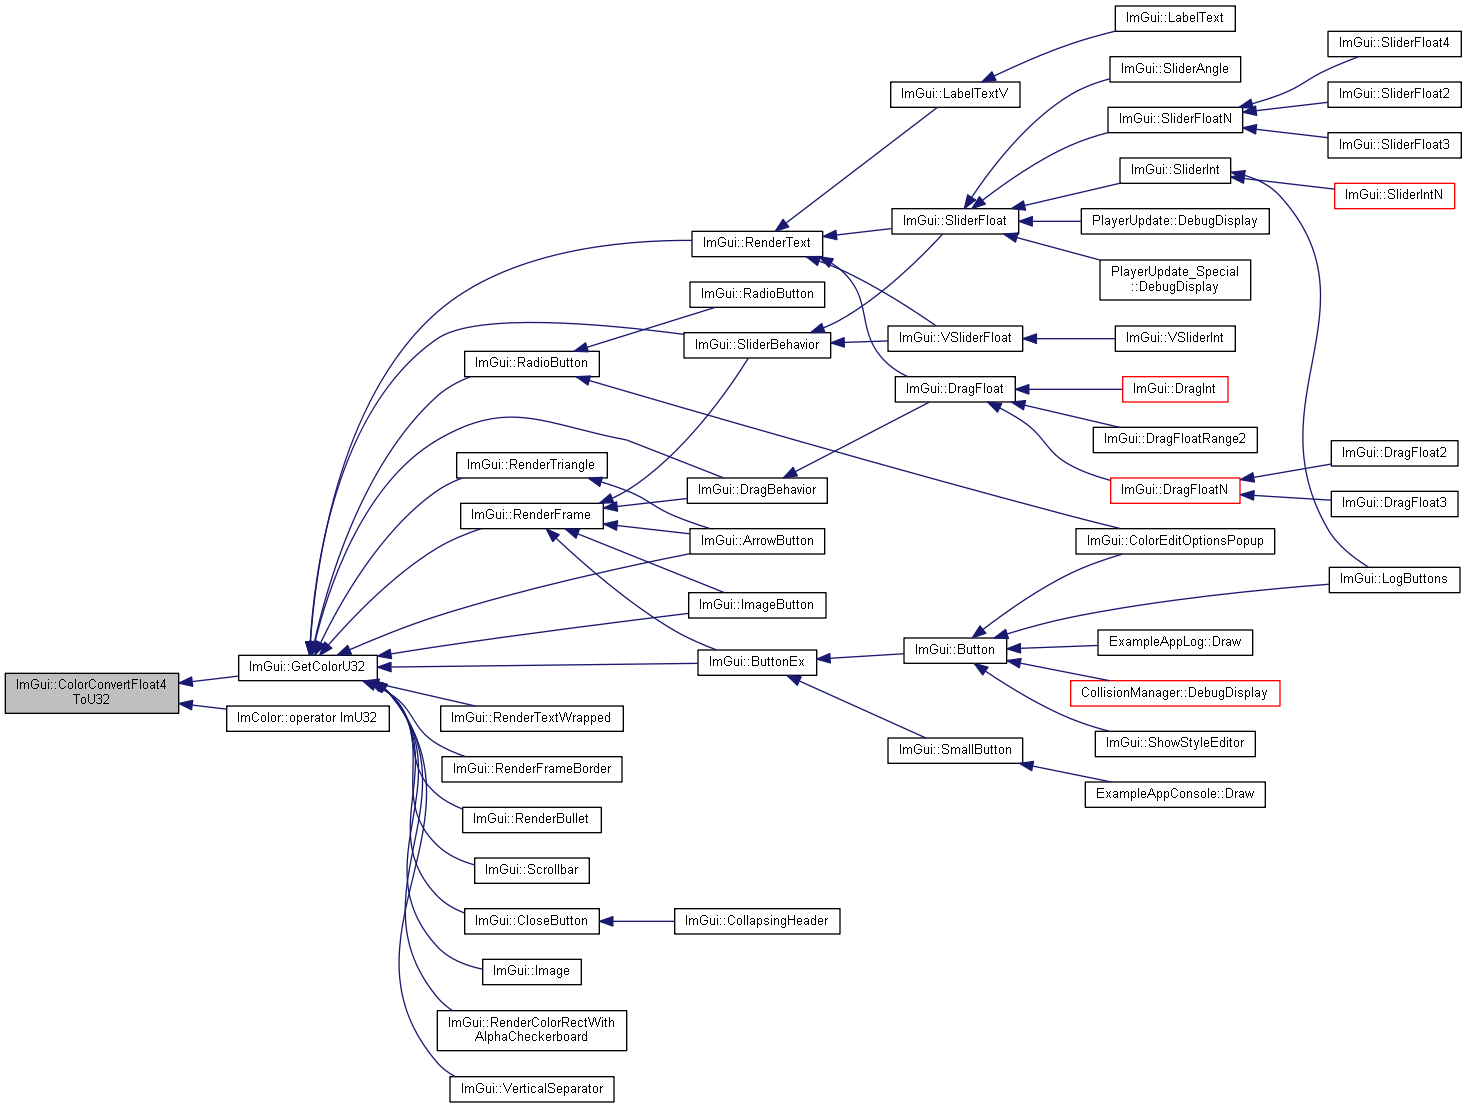 ImGui::LabelText
ImGui::SliderFloat4
ImGui::SliderAngle
ImGui::LabelTextV
ImGui::SliderFloat2
ImGui::SliderFloatN
ImGui::SliderFloat3
ImGui::SliderInt
ImGui::SliderIntN
ImGui::SliderFloat
PlayerUpdate::DebugDisplay
ImGui::RenderText
PlayerUpdate_Special
::DebugDisplay
ImGui::RadioButton
ImGui::VSliderFloat
ImGui::VSliderInt
ImGui::SliderBehavior
ImGui::RadioButton
ImGui::DragFloat
ImGui::DragInt
ImGui::DragFloatRange2
ImGui::DragFloat2
ImGui::RenderTriangle
ImGui::DragBehavior
ImGui::DragFloatN
ImGui::DragFloat3
ImGui::RenderFrame
ImGui::ArrowButton
ImGui::ColorEditOptionsPopup
ImGui::LogButtons
ImGui::ImageButton
ExampleAppLog::Draw
ImGui::Button
ImGui::GetColorU32
ImGui::ButtonEx
ImGui::ColorConvertFloat4
ToU32
CollisionManager::DebugDisplay
ImColor::operator ImU32
ImGui::RenderTextWrapped
ImGui::ShowStyleEditor
ImGui::SmallButton
ImGui::RenderFrameBorder
ExampleAppConsole::Draw
ImGui::RenderBullet
ImGui::Scrollbar
ImGui::CloseButton
ImGui::CollapsingHeader
ImGui::Image
ImGui::RenderColorRectWith
AlphaCheckerboard
ImGui::VerticalSeparator